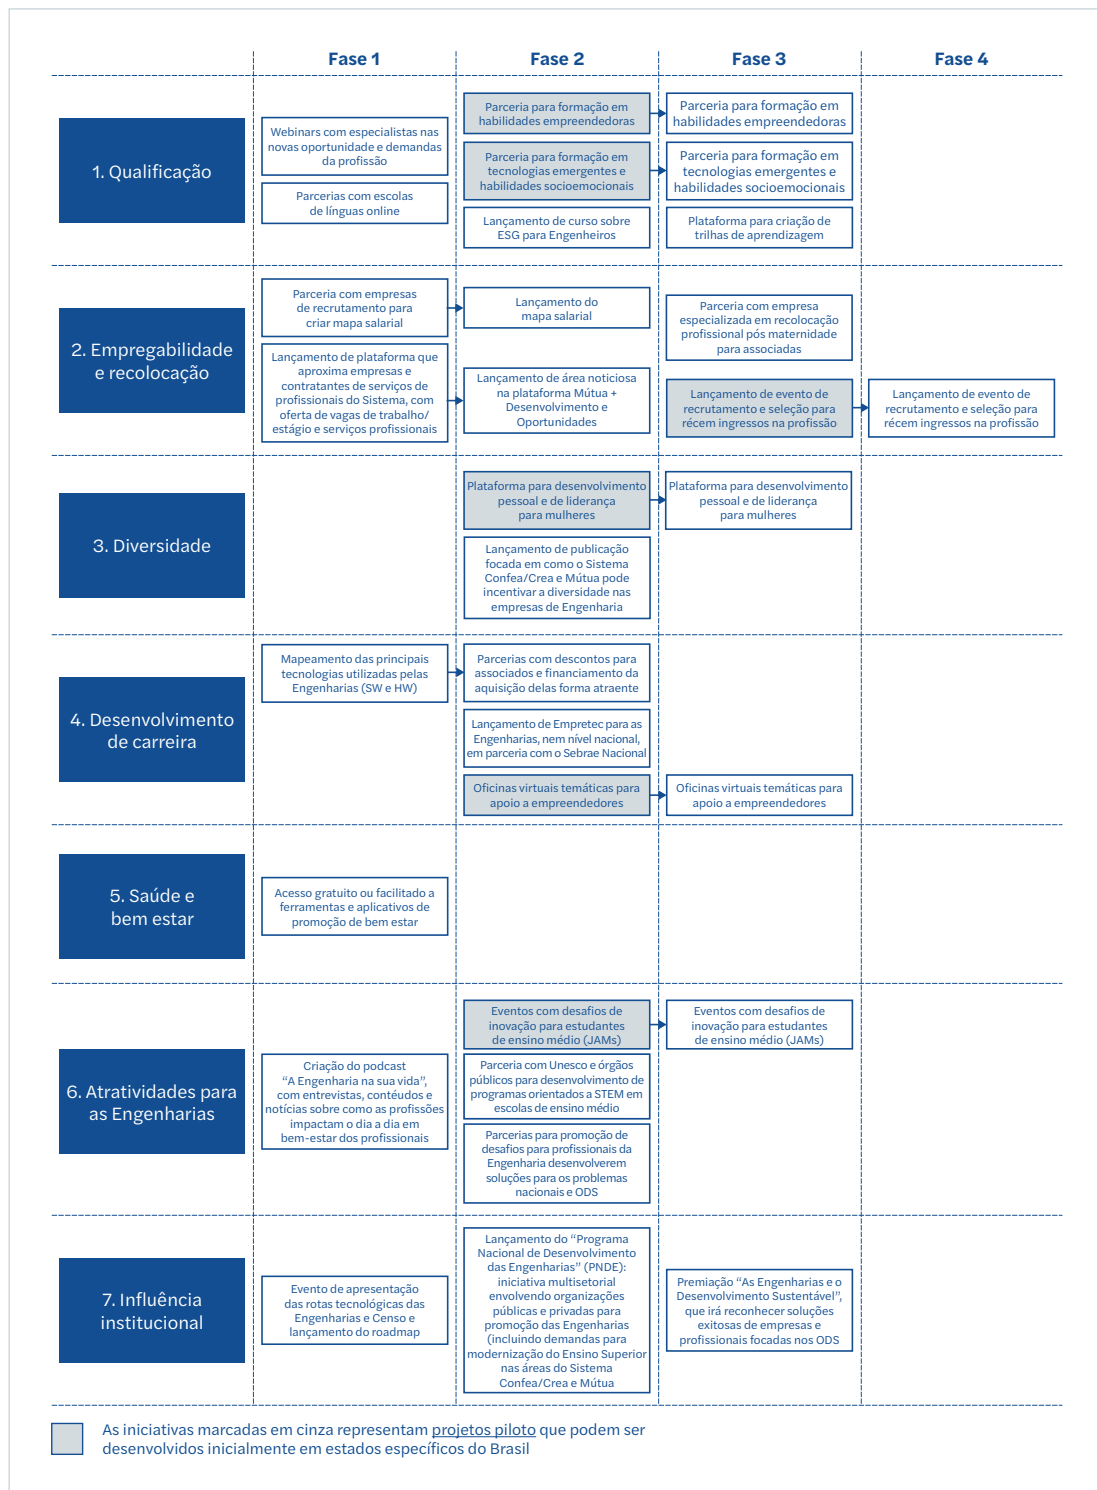 Fase 1
Fase 2
Fase 3
Fase 4
1. Qualificação
Webinars com especialistas nas
novas oportunidade e demandas
da profissão
Parcerias com escolas
de línguas online
Parceria para formação em
habilidades empreendedoras
Parceria para formação em
tecnologias emergentes e
habilidades socioemocionais
Lançamento de curso sobre
ESG para Engenheiros
Parceria para formação em
habilidades empreendedoras
Parceria para formação em
tecnologias emergentes e
habilidades socioemocionais
Plataforma para criação de
trilhas de aprendizagem
2. Empregabilidade
e recolocação
Parceria com empresas
de recrutamento para
criar mapa salarial
Lançamento de plataforma que
aproxima empresas e
contratantes de serviços de
profissionais do Sistema, com
oferta de vagas de trabalho/
estágio e serviços profissionais
Lançamento do
mapa salarial
Lançamento de área noticiosa
na plataforma Mútua +
Desenvolvimento e
Oportunidades
Parceria com empresa
especializada em recolocação
profissional pós maternidade
para associadas
Lançamento de evento de
recrutamento e seleção para
récem ingressos na profissão
Lançamento de evento de
recrutamento e seleção para
récem ingressos na profissão
3. Diversidade
Plataforma para desenvolvimento
pessoal e de liderança
para mulheres
Lançamento de publicação
focada em como o Sistema
Confea/Crea e Mútua pode
incentivar a diversidade nas
empresas de Engenharia
Plataforma para desenvolvimento
pessoal e de liderança
para mulheres
4. Desenvolvimento
de carreira
Mapeamento das principais
tecnologias utilizadas pelas
Engenharias (SW e HW)
Parcerias com descontos para
associados e financiamento da
aquisição delas forma atraente
Lançamento de Empretec para as
Engenharias, nem nível nacional,
em parceria com o Sebrae Nacional
Oficinas virtuais temáticas para
apoio a empreendedores
Oficinas virtuais temáticas para
apoio a empreendedores
5. Saúde e
bem estar
Acesso gratuito ou facilitado a
ferramentas e aplicativos de
promoção de bem estar
6. Atratividades para
as Engenharias
Criação do podcast
“A Engenharia na sua vida”,
com entrevistas, contéudos e
notícias sobre como as profissões
impactam o dia a dia em
bem-estar dos profissionais
Eventos com desafios de
inovação para estudantes
de ensino médio (JAMs)
Parceria com Unesco e órgãos
públicos para desenvolvimento de
programas orientados a STEM em
escolas de ensino médio
Parcerias para promoção de
desafios para profissionais da
Engenharia desenvolverem
soluções para os problemas
nacionais e ODS
Eventos com desafios de
inovação para estudantes
de ensino médio (JAMs)
7. Influência
institucional
Evento de apresentação
das rotas tecnológicas das
Engenharias e Censo e
lançamento do roadmap
Lançamento do “Programa
Nacional de Desenvolvimento
das Engenharias” (PNDE):
iniciativa multisetorial
envolvendo organizações
públicas e privadas para
promoção das Engenharias
(incluindo demandas para
modernização do Ensino Superior
nas áreas do Sistema
Confea/Crea e Mútua
Premiação “As Engenharias e o
Desenvolvimento Sustentável”,
que irá reconhecer soluções
exitosas de empresas e
profissionais focadas nos ODS
As iniciativas marcadas em cinza representam projetos piloto que podem ser
desenvolvidos inicialmente em estados específicos do Brasil